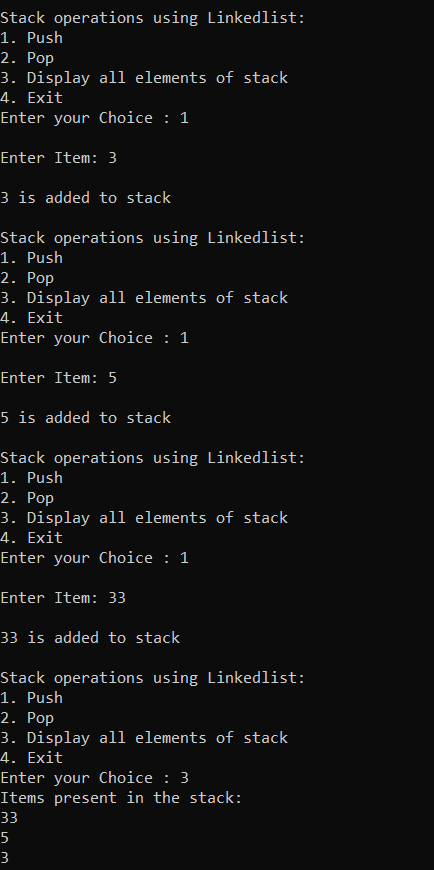 Stack operations using Linkedlist:
1. Push
2. Pop
3. Display all elements of stack
4. Exit
Enter your Choice : 1
Enter Item: 3
3 is added to stack
Stack operations using Linkedlist:
1. Push
2. Pop
3. Display all elements of stack
4. Exit
Enter your Choice : 1
Enter Item: 5
5 is added to stack
Stack operations using Linkedlist:
1. Push
2. Pop
3. Display all elements of stack
4. Exit
Enter your Choice : 1
Enter Item: 33
33 is added to stack
Stack operations using Linkedlist:
1. Push
2. Pop
3. Display all elements of stack
4. Exit
Enter your Choice : 3
Items present in the stack:
33
5
3